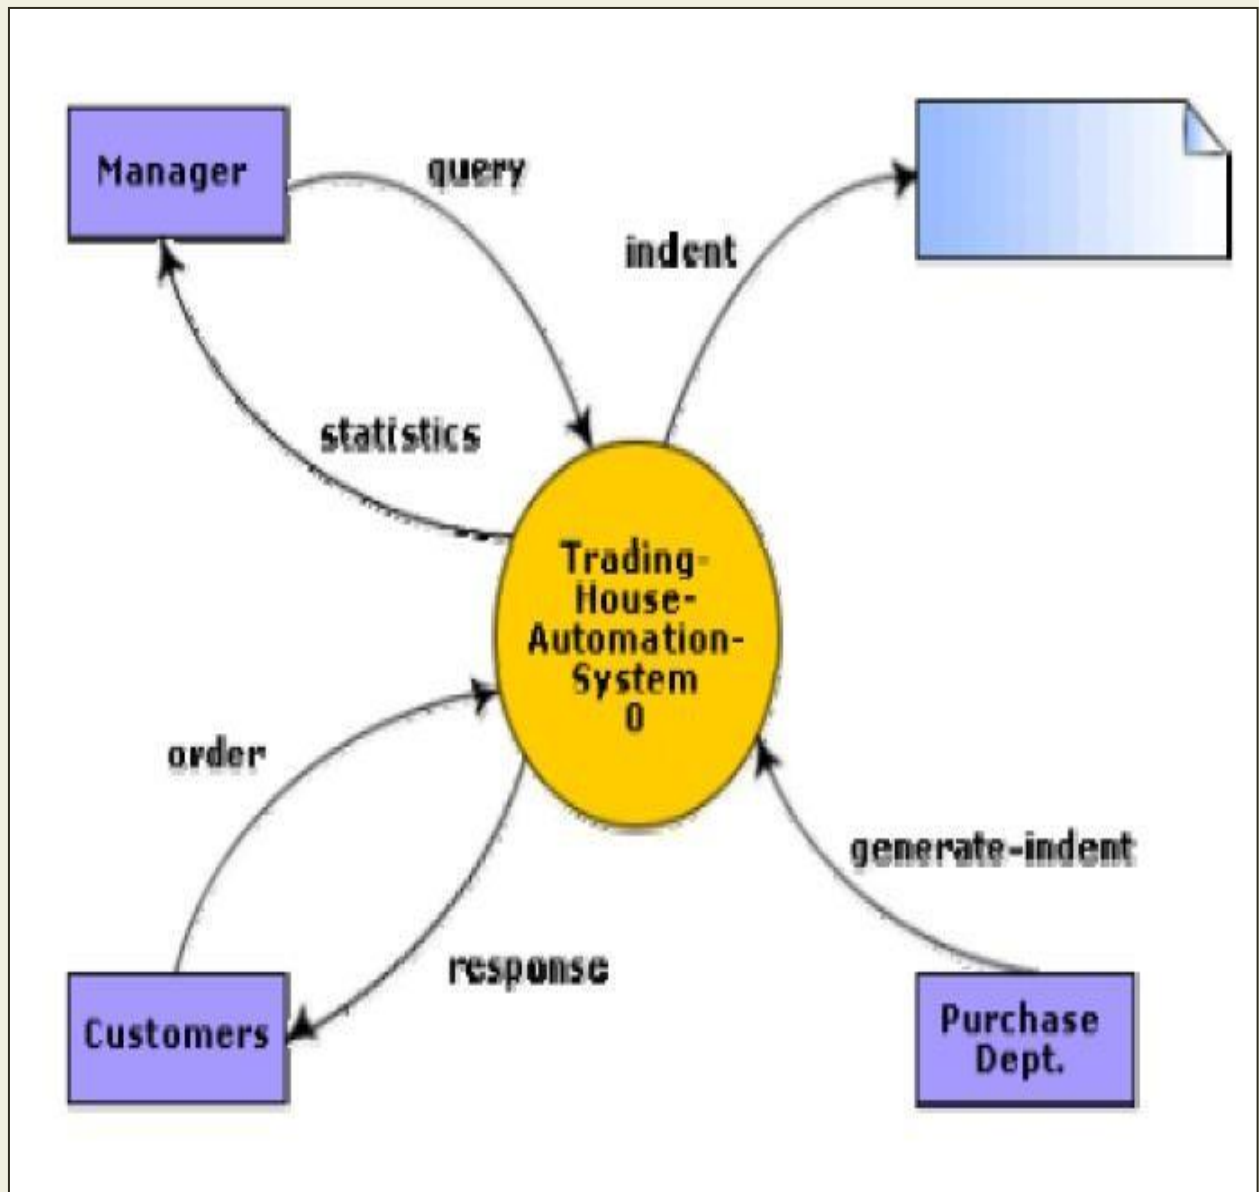 Manager
query
indent
statistics
Trading-
House-
Automation-
System
0
order
generate-indent
response
Customers
Purchase
Dept.